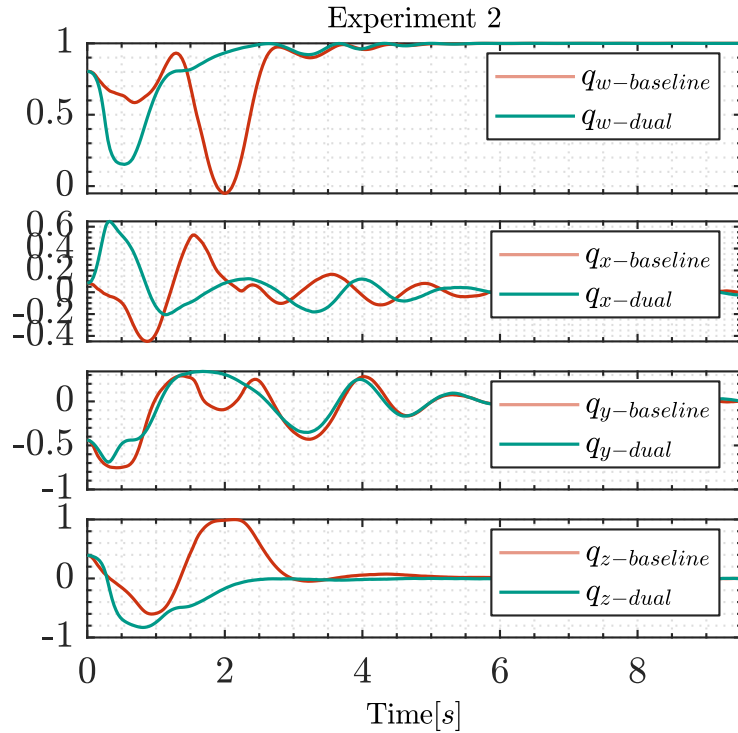 Experiment 2
1
0.5
0
q_{w-baseline}
q_{w-dual}
0.6
0.4
0.2
0
-0.2
-0.4
q_{x-baseline}
q_{x-dual}
0
-0.5
-1
q_{y-baseline}
q_{y-dual}
1
0
-1
q_{z-baseline}
q_{z-dual}
0 2 4 6 8
Time[s]